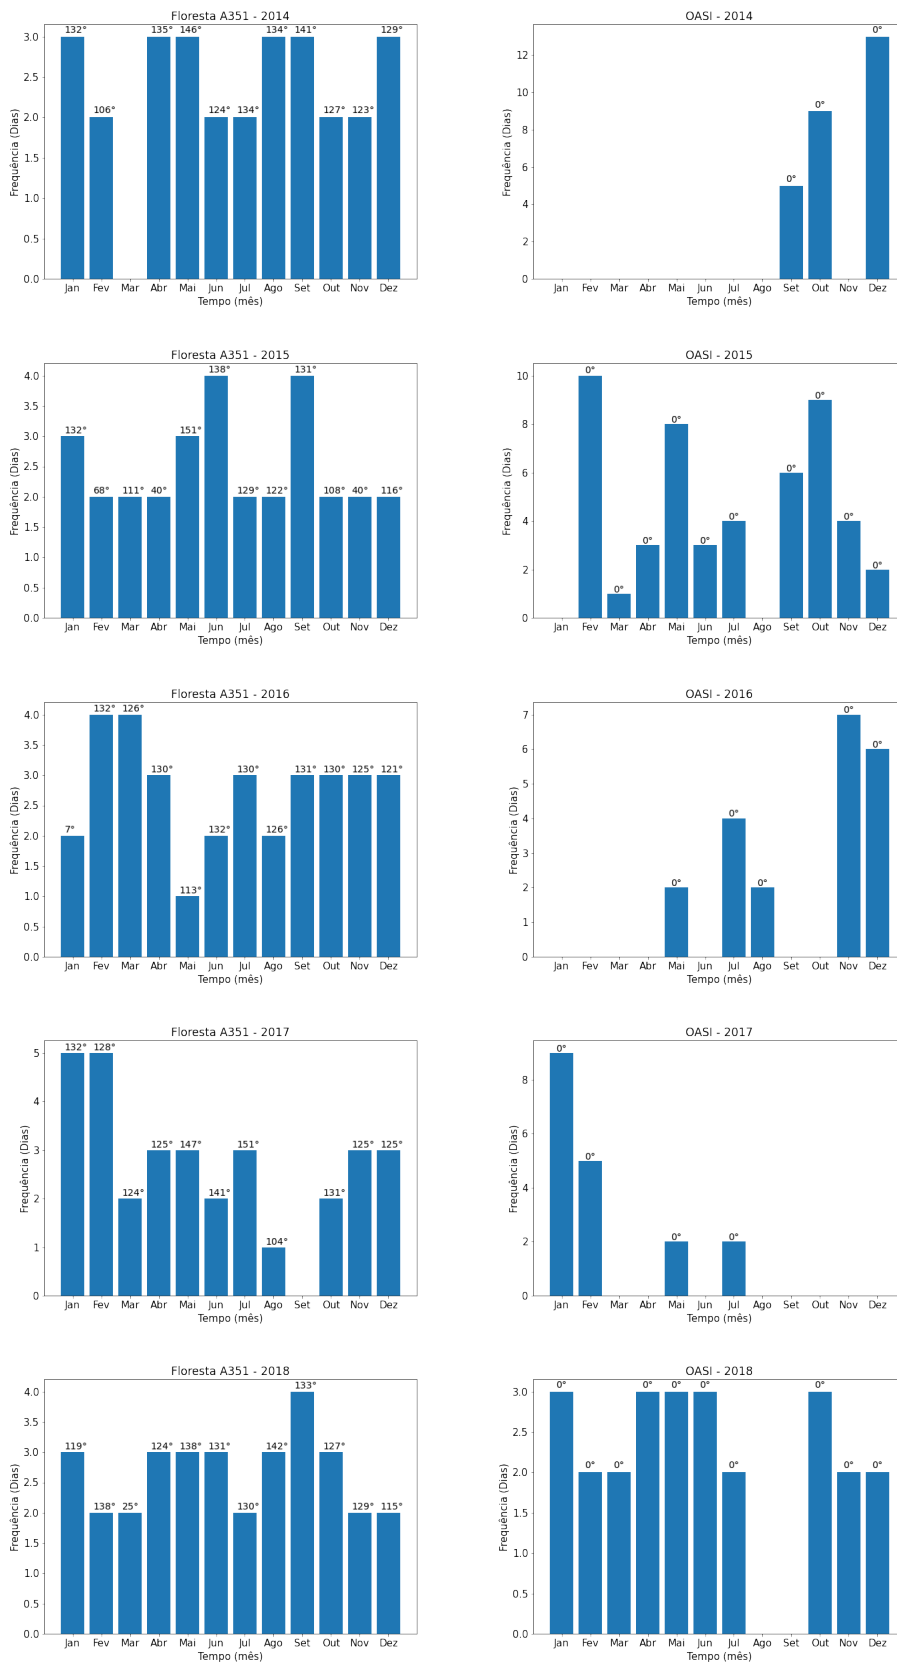 Floresta A351 - 2014
132° 135° 146° 134° 141° 129°
106° 124° 134° 127° 123°
Frequência (Dias)
3.0
2.5
2.0
1.5
1.0
0.5
0.0
Jan Fev Mar Abr Mai Jun Jul Ago Set Out Nov Dez
Tempo (mês)
OASI - 2014
0°
0°
0°
Frequência (Dias)
12
10
8
6
4
2
0
Jan Fev Mar Abr Mai Jun Jul Ago Set Out Nov Dez
Tempo (mês)
Floresta A351 - 2015
138° 131°
132° 151°
68° 111° 40° 129° 122° 108° 40° 116°
Frequência (Dias)
4.0
3.5
3.0
2.5
2.0
1.5
1.0
0.5
0.0
Jan Fev Mar Abr Mai Jun Jul Ago Set Out Nov Dez
Tempo (mês)
OASI - 2015
0° 0° 0° 0° 0° 0° 0° 0° 0° 0°
Frequência (Dias)
10
8
6
4
2
0
Jan Fev Mar Abr Mai Jun Jul Ago Set Out Nov Dez
Tempo (mês)
Floresta A351 - 2016
132° 126°
130° 130° 131° 130° 125° 121°
7° 132° 126°
113°
Frequência (Dias)
4.0
3.5
3.0
2.5
2.0
1.5
1.0
0.5
0.0
Jan Fev Mar Abr Mai Jun Jul Ago Set Out Nov Dez
Tempo (mês)
OASI - 2016
0° 0° 0° 0° 0°
Frequência (Dias)
7
6
5
4
3
2
1
0
Jan Fev Mar Abr Mai Jun Jul Ago Set Out Nov Dez
Tempo (mês)
Floresta A351 - 2017
132° 128°
125° 147° 151° 125° 125°
124° 141° 131°
104°
Frequência (Dias)
5
4
3
2
1
0
Jan Fev Mar Abr Mai Jun Jul Ago Set Out Nov Dez
Tempo (mês)
OASI - 2017
0° 0° 0° 0°
Frequência (Dias)
8
6
4
2
0
Jan Fev Mar Abr Mai Jun Jul Ago Set Out Nov Dez
Tempo (mês)
Floresta A351 - 2018
133°
119° 124° 138° 131° 142° 127°
138° 25° 130° 129° 115°
Frequência (Dias)
4.0
3.5
3.0
2.5
2.0
1.5
1.0
0.5
0.0
Jan Fev Mar Abr Mai Jun Jul Ago Set Out Nov Dez
Tempo (mês)
OASI - 2018
0° 0° 0° 0° 0°
0° 0° 0° 0° 0°
Frequência (Dias)
3.0
2.5
2.0
1.5
1.0
0.5
0.0
Jan Fev Mar Abr Mai Jun Jul Ago Set Out Nov Dez
Tempo (mês)